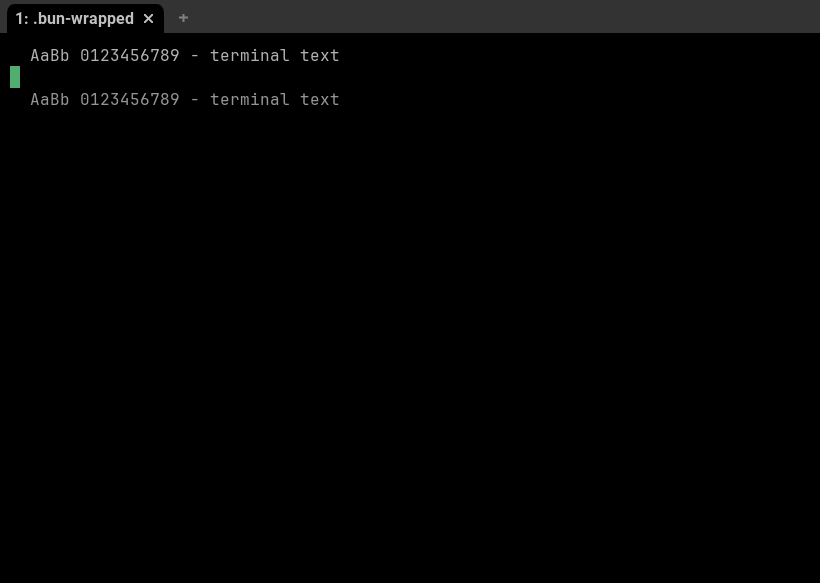 1: .bun-wrapped ✕ +
AaBb 0123456789 - terminal text
AaBb 0123456789 - terminal text